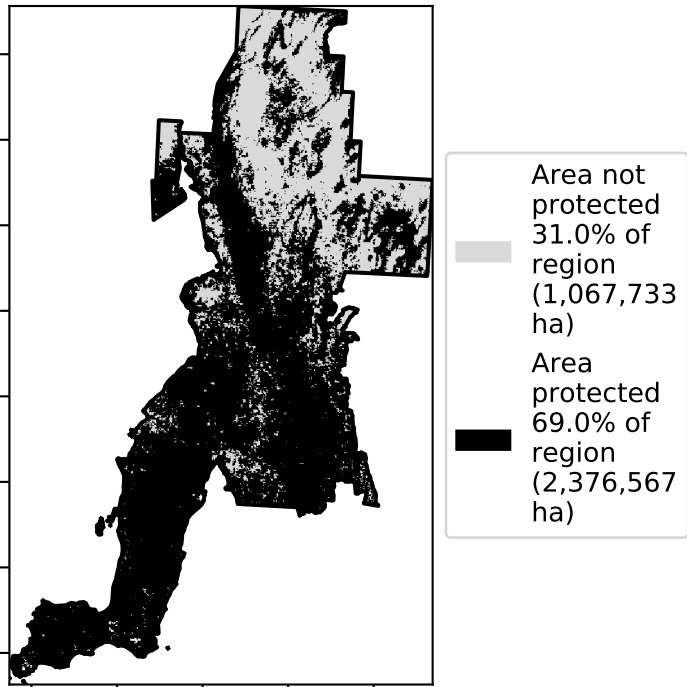 Area not
protected
31.0% of
region
(1,067,733
ha)
Area
protected
69.0% of
region
(2,376,567
ha)